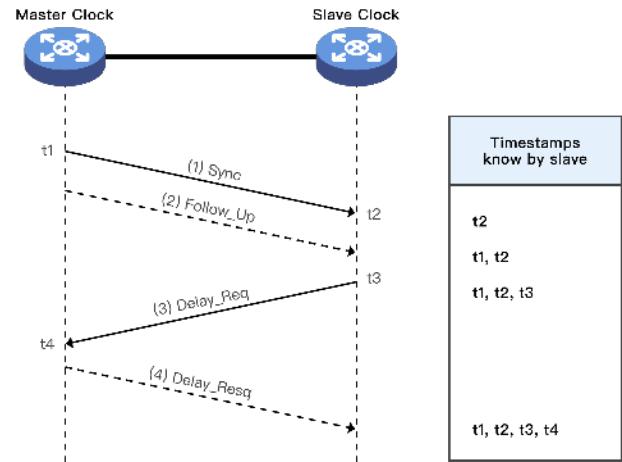 Master Clock
Slave Clock
Timestamps
know by slave
t1
(1) Sync
t2
t2
(2) Follow_Up
t1, t2
t3
(3) Delay_Req
t1, t2, t3
t4
(4) Delay_Resq
t1, t2, t3, t4